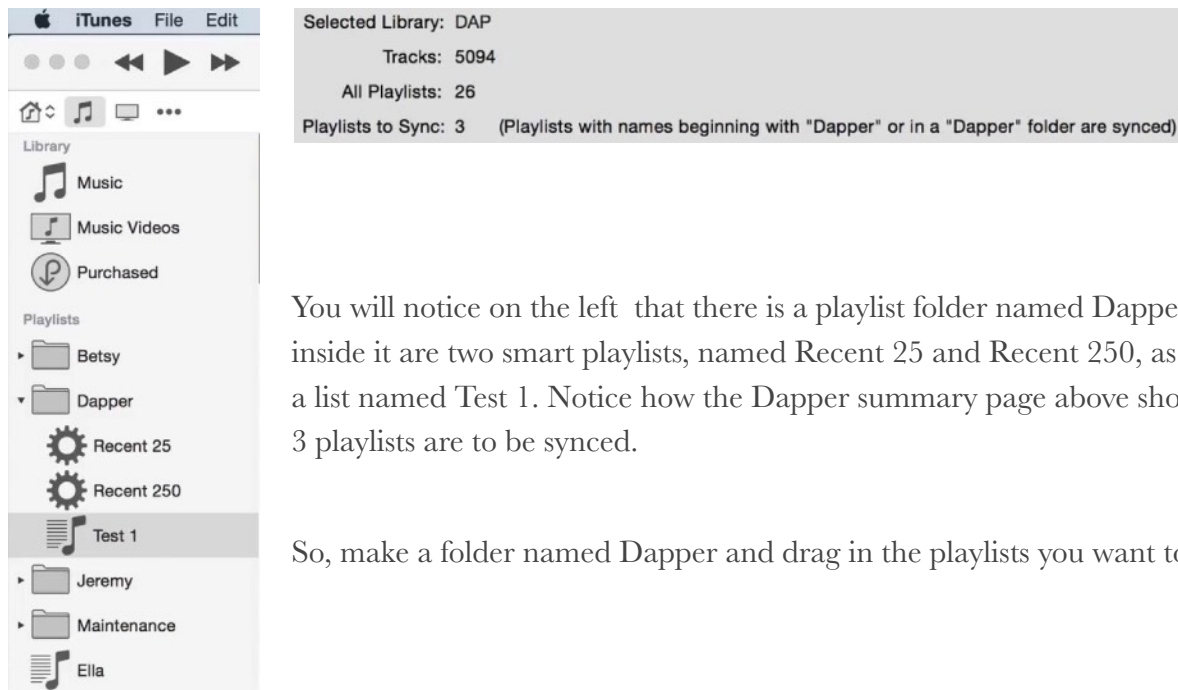 iTunes File Edit
Selected Library: DAP
Tracks: 5094
All Playlists: 26
Playlists to Sync: 3 (Playlists with names beginning with "Dapper" or in a "Dapper" folder are synced)
Library
Music
Music Videos
Purchased
Playlists
Betsy
Dapper
Recent 25
Recent 250
Test 1
Jeremy
Maintenance
Ella
You will notice on the left that there is a playlist folder named Dappe
inside it are two smart playlists, named Recent 25 and Recent 250, as
a list named Test 1. Notice how the Dapper summary page above sho
3 playlists are to be synced.
So, make a folder named Dapper and drag in the playlists you want to